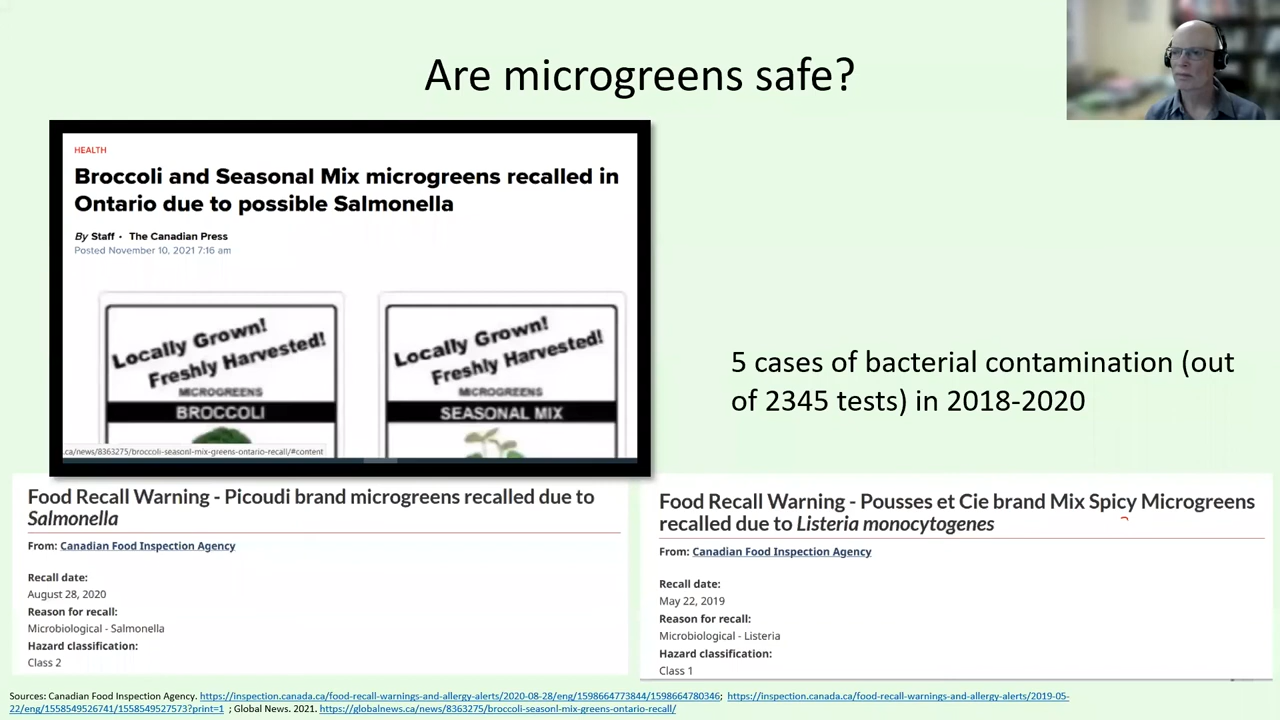 Are microgreens safe?
HEALTH
Broccoli and Seasonal Mix microgreens recalled in
Ontario due to possible Salmonella
By Staff • The Canadian Press
Posted November 10, 2021 7:16 am
Locally Grown!
Freshly Harvested!
MICROGREENS
BROCCOLI
Locally Grown!
Freshly Harvested!
MICROGREENS
SEASONAL MIX
.ca/news/8363275/broccoli-seasonl-mix-greens-ontario-recall/#content
5 cases of bacterial contamination (out
of 2345 tests) in 2018-2020
Food Recall Warning - Picoudi brand microgreens recalled due to
Salmonella
From: Canadian Food Inspection Agency
Recall date:
August 28, 2020
Reason for recall:
Microbiological - Salmonella
Hazard classification:
Class 2
Food Recall Warning - Pousses et Cie brand Mix Spicy Microgreens
recalled due to Listeria monocytogenes
From: Canadian Food Inspection Agency
Recall date:
May 22, 2019
Reason for recall:
Microbiological - Listeria
Hazard classification:
Class 1
Sources: Canadian Food Inspection Agency. https://inspection.canada.ca/food-recall-warnings-and-allergy-alerts/2020-08-28/eng/1598664773844/1598664780346; https://inspection.canada.ca/food-recall-warnings-and-allergy-alerts/2019-05-
22/eng/1558549526741/1558549527573?print=1 ; Global News. 2021. https://globalnews.ca/news/8363275/broccoli-seasonl-mix-greens-ontario-recall/